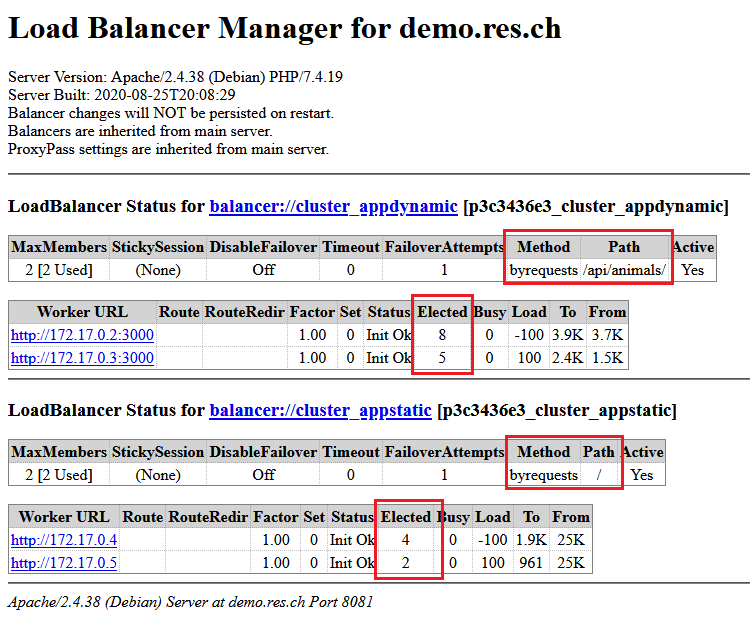 Load Balancer Manager for demo.res.ch
Server Version: Apache/2.4.38 (Debian) PHP/7.4.19
Server Built: 2020-08-25T20:08:29
Balancer changes will NOT be persisted on restart.
Balancers are inherited from main server.
ProxyPass settings are inherited from main server.
LoadBalancer Status for balancer://cluster_appdynamic [p3c3436e3_cluster_appdynamic]
MaxMembers StickySession DisableFailover Timeout FailoverAttempts Method Path Active
2 [2 Used] (None) Off 0 1 byrequests /api/animals/ Yes
Worker URL Route RouteRedir Factor Set Status Elected Busy Load To From
http://172.17.0.2:3000 1.00 0 Init Ok 8 0 -100 3.9K 3.7K
http://172.17.0.3:3000 1.00 0 Init Ok 5 0 100 2.4K 1.5K
LoadBalancer Status for balancer://cluster_appstatic [p3c3436e3_cluster_appstatic]
MaxMembers StickySession DisableFailover Timeout FailoverAttempts Method Path Active
2 [2 Used] (None) Off 0 1 byrequests / Yes
Worker URL Route RouteRedir Factor Set Status Elected Busy Load To From
http://172.17.0.4 1.00 0 Init Ok 4 0 -100 1.9K 25K
http://172.17.0.5 1.00 0 Init Ok 2 0 100 961 25K
Apache/2.4.38 (Debian) Server at demo.res.ch Port 8081